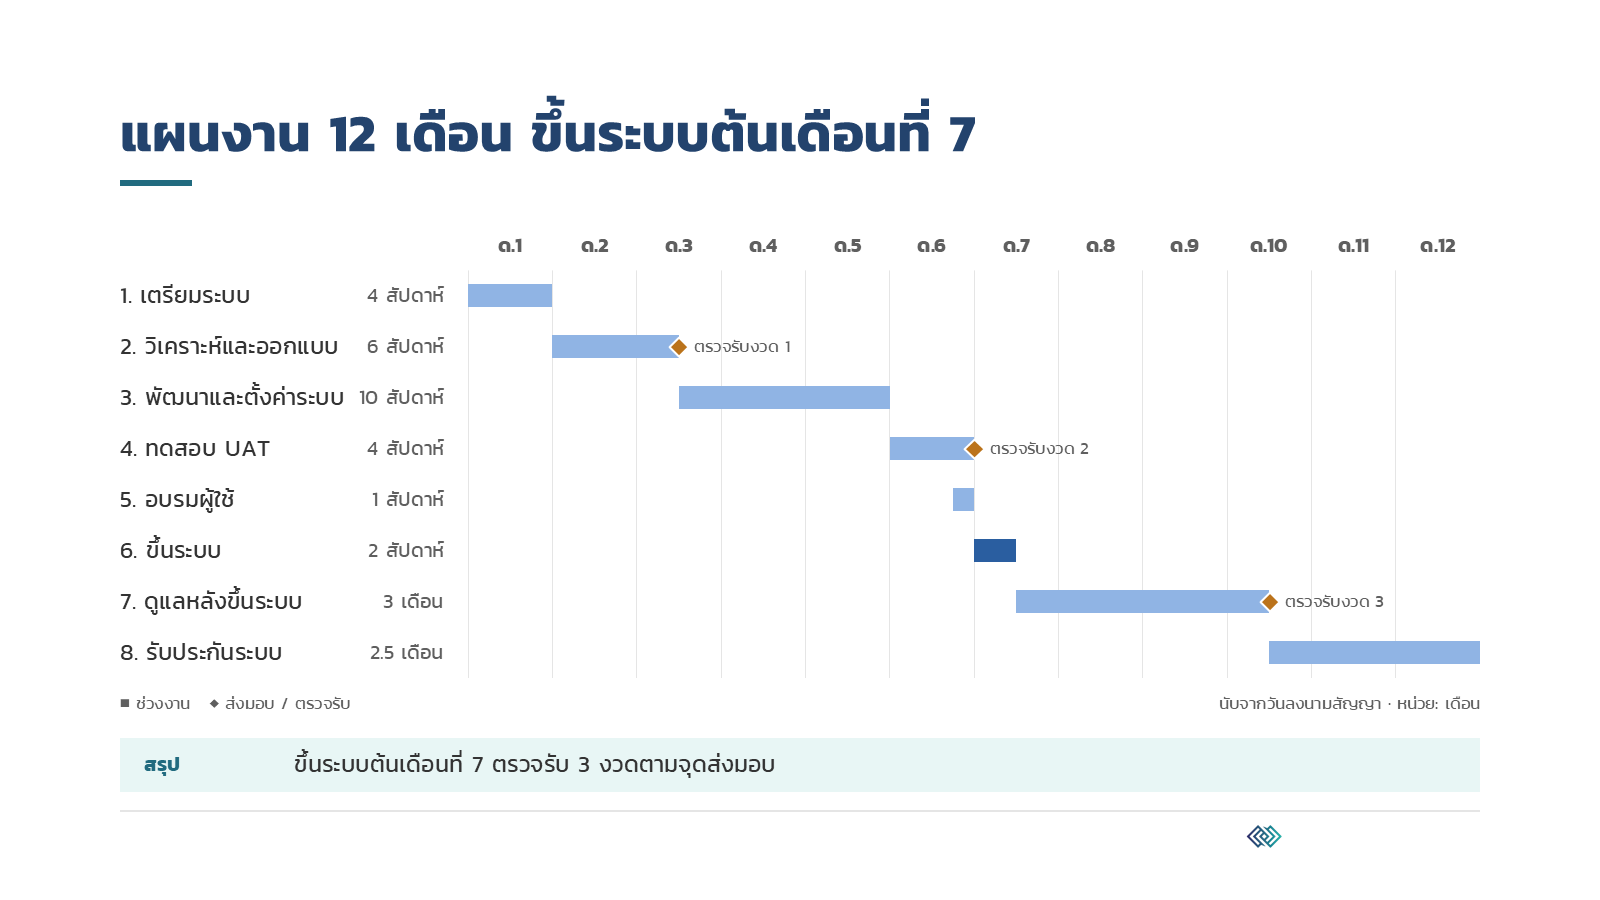 แผนงาน 12 เดือน ขึ้นระบบต้นเดือนที่ 7
ด.1 ด.2 ด.3 ด.4 ด.5 ด.6 ด.7 ด.8 ด.9 ด.10 ด.11 ด.12
1. เตรียมระบบ 4 สัปดาห์
2. วิเคราะห์และออกแบบ 6 สัปดาห์ ตรวจรับงวด 1
3. พัฒนาและตั้งค่าระบบ 10 สัปดาห์
4. ทดสอบ UAT 4 สัปดาห์ ตรวจรับงวด 2
5. อบรมผู้ใช้ 1 สัปดาห์
6. ขึ้นระบบ 2 สัปดาห์
7. ดูแลหลังขึ้นระบบ 3 เดือน ตรวจรับงวด 3
8. รับประกันระบบ 2.5 เดือน
■ ช่วงงาน ◆ ส่งมอบ / ตรวจรับ นับจากวันลงนามสัญญา · หน่วย: เดือน
สรุป ขึ้นระบบต้นเดือนที่ 7 ตรวจรับ 3 งวดตามจุดส่งมอบ